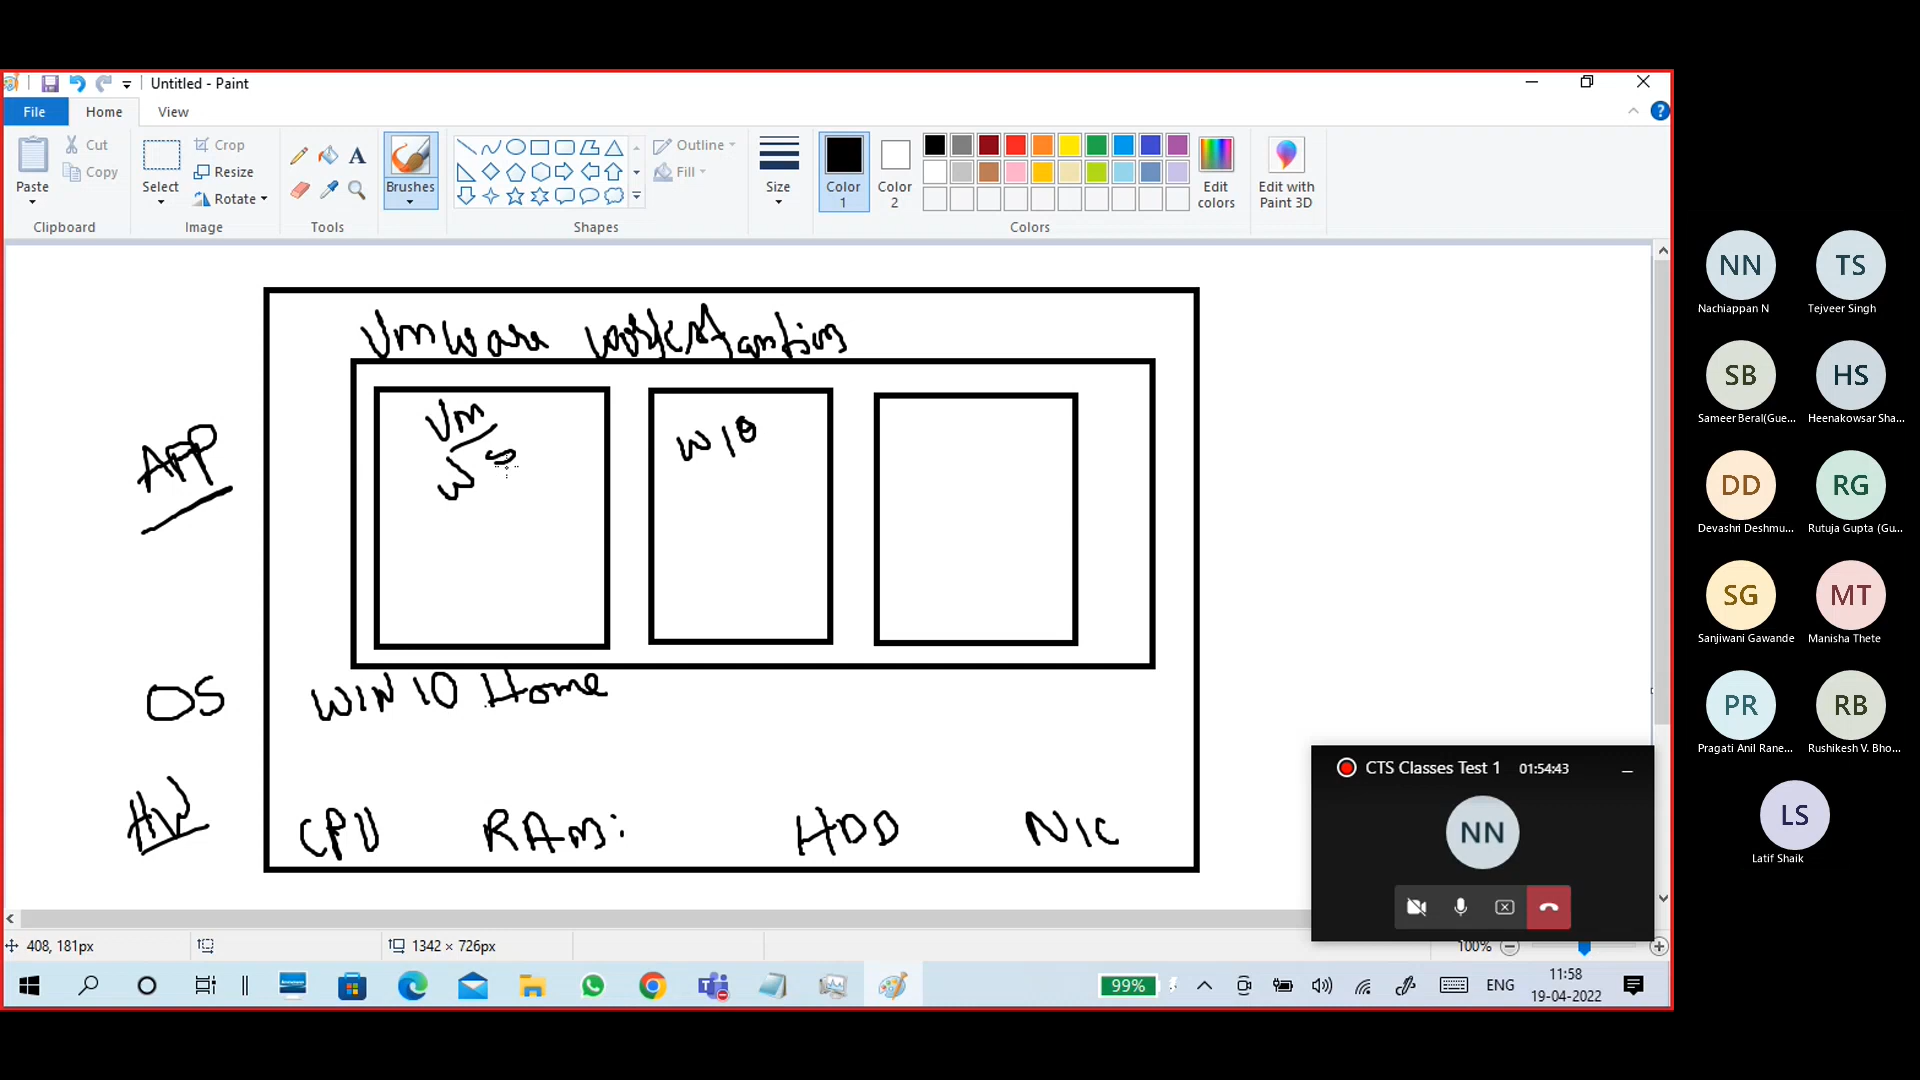 Untitled - Paint
File Home View
Paste
Cut
Copy
Clipboard
Select
Crop
Resize
Rotate
Image
Tools
Brushes
Outline
Fill
Shapes
Size
Color 1
Color 2
Edit colors
Edit with Paint 3D
Colors
Vmware
APP
Vm
W
W10
OS WIN 10 Home
HW CPU RAM: HDD NIC
NN TS
Nachiappan N Tejveer Singh
SB HS
Sameer Beral(Gue... Heenakowsar Sha...
DD RG
Devashri Deshmu... Rutuja Gupta (Gu...
SG MT
Sanjiwani Gawande Manisha Thete
PR RB
Pragati Anil Rane... Rushikesh V. Bho...
LS
Latif Shaik
CTS Classes Test 1 01:54:43
NN
408, 181px 1342 × 726px 100%
99% ENG 11:58
19-04-2022